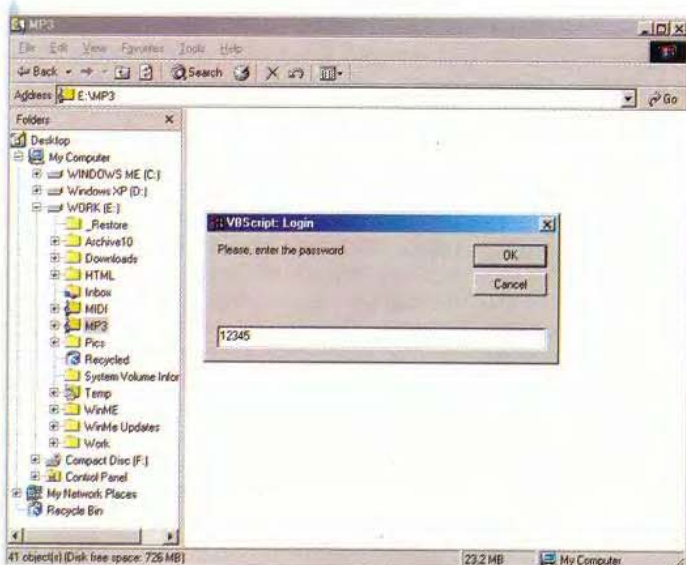 MP3
File Edit View Favorites Tools Help
Back Search
Address E:\MP3 Go
Folders x
Desktop
My Computer
WINDOWS ME (C:)
Windows XP (D:)
WORK (E:)
_Restore
Archive10
Downloads
HTML
Inbox
MIDI
MP3
Pics
Recycled
System Volume Infor
Temp
WinME
WinMe Updates
Work
Compact Disc (F:)
Control Panel
My Network Places
Recycle Bin
VBScript: Login
Please, enter the password
OK
Cancel
12345
41 object(s) (Disk free space: 726 MB) 23,2 MB My Computer